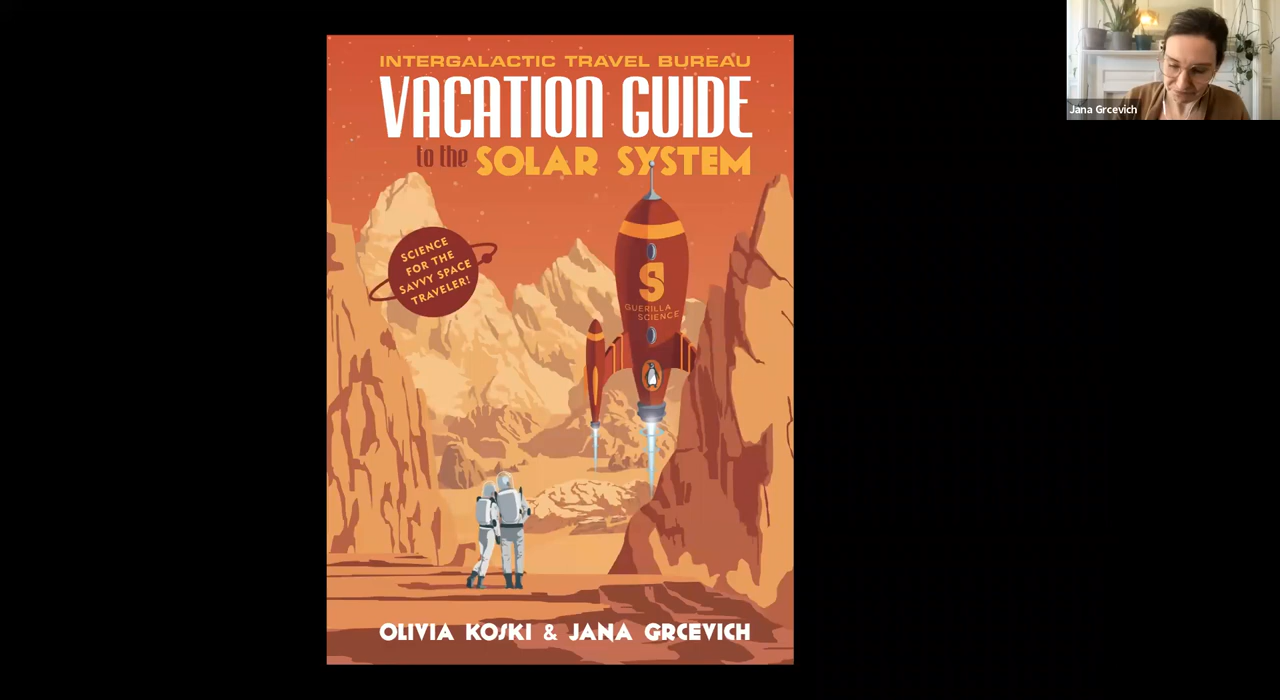 INTERGALACTIC TRAVEL BUREAU
VACATION GUIDE
to the SOLAR SYSTEM
SCIENCE
FOR THE
SAVVY SPACE
TRAVELER!
S
GUERILLA
SCIENCE
OLIVIA KOSKI & JANA GRCEVICH
Jana Grcevich